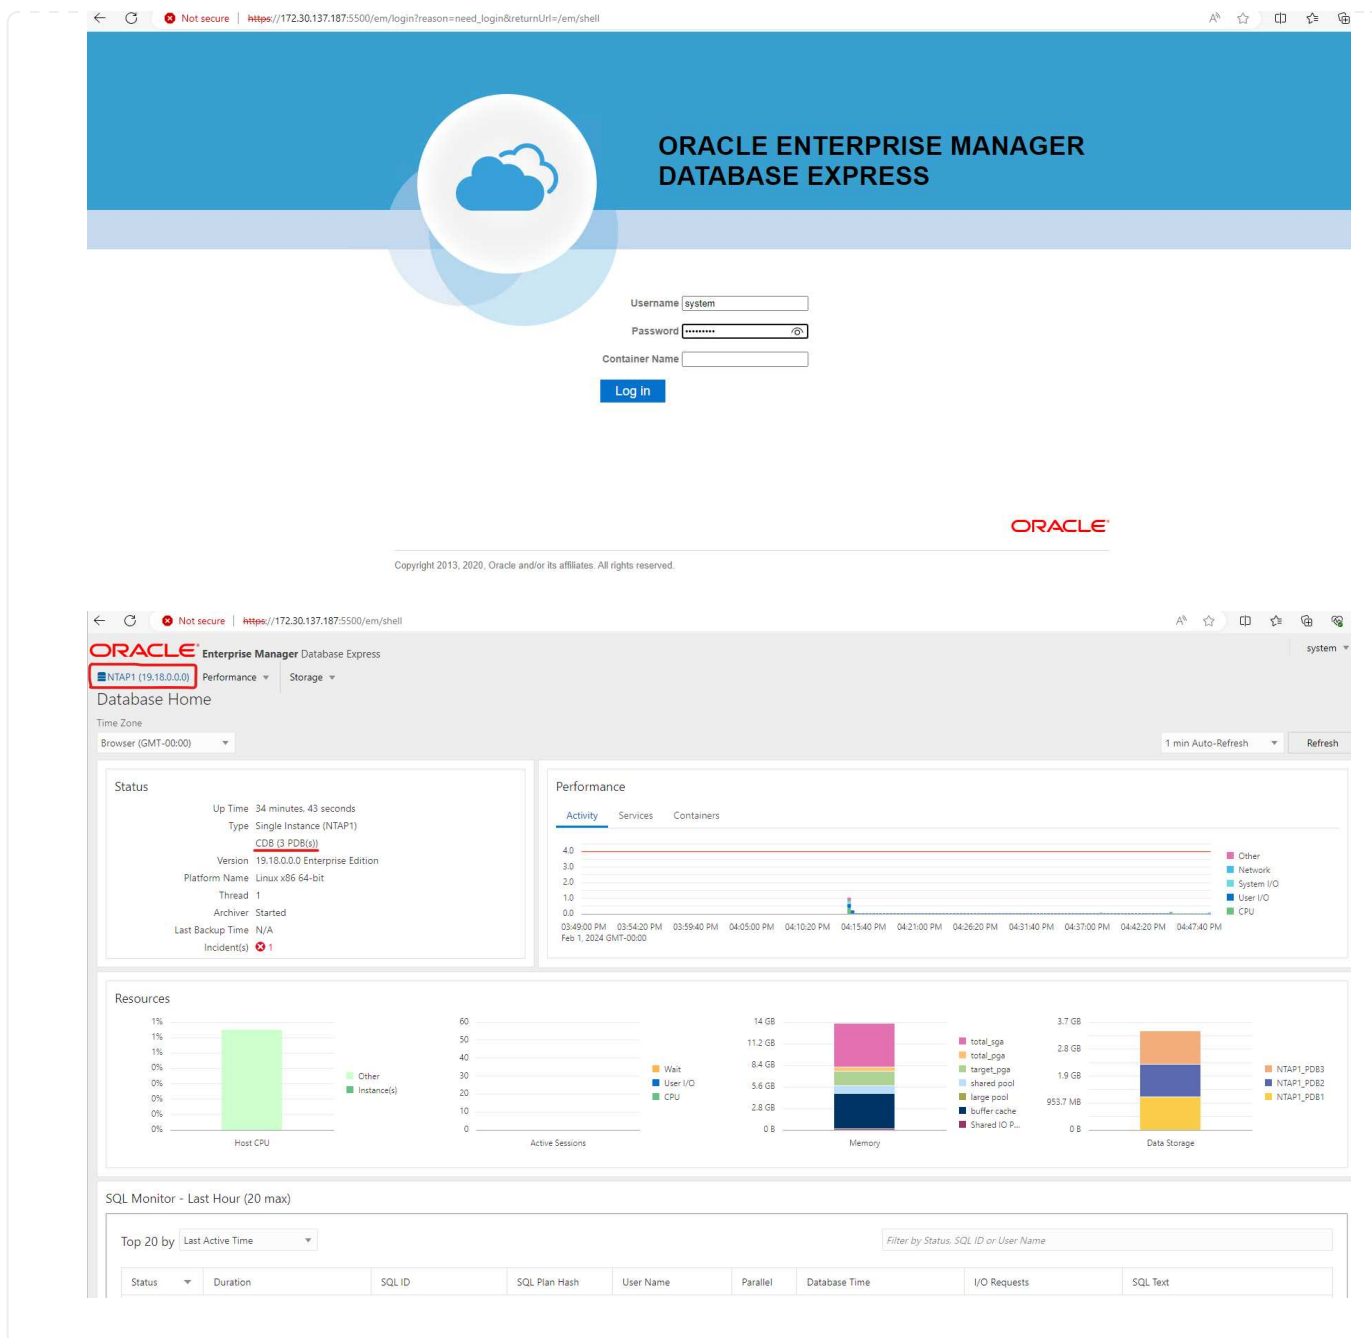 Not secure | https://172.30.137.187:5500/em/login?reason=need_login&returnUrl=/em/shell
ORACLE ENTERPRISE MANAGER
DATABASE EXPRESS
Username system
Password •••••••••
Container Name
Log in
ORACLE
Copyright 2013, 2020, Oracle and/or its affiliates. All rights reserved.
Not secure | https://172.30.137.187:5500/em/shell
ORACLE Enterprise Manager Database Express
system
NTAP1 (19.18.0.0.0) Performance Storage
Database Home
Time Zone
Browser (GMT-00:00)
1 min Auto-Refresh Refresh
Status
Up Time 34 minutes, 43 seconds
Type Single Instance (NTAP1)
CDB (3 PDB(s))
Version 19.18.0.0.0 Enterprise Edition
Platform Name Linux x86 64-bit
Thread 1
Archiver Started
Last Backup Time N/A
Incident(s) 1
Performance
Activity Services Containers
4.0
3.0
2.0
1.0
0.0
03:49:00 PM 03:54:20 PM 03:59:40 PM 04:05:00 PM 04:10:20 PM 04:15:40 PM 04:21:00 PM 04:26:20 PM 04:31:40 PM 04:37:00 PM 04:42:20 PM 04:47:40 PM
Feb 1, 2024 GMT-00:00
Other
Network
System I/O
User I/O
CPU
Resources
1%
1%
1%
0%
0%
0%
0%
0%
Host CPU
Other
Instance(s)
60
50
40
30
20
10
0
Active Sessions
Wait
User I/O
CPU
14 GB
11.2 GB
8.4 GB
5.6 GB
2.8 GB
0 B
Memory
total_sga
total_pga
target_pga
shared pool
large pool
buffer cache
Shared IO P...
3.7 GB
2.8 GB
1.9 GB
953.7 MB
0 B
Data Storage
NTAP1_PDB3
NTAP1_PDB2
NTAP1_PDB1
SQL Monitor - Last Hour (20 max)
Top 20 by Last Active Time
Filter by Status, SQL ID or User Name
Status Duration SQL ID SQL Plan Hash User Name Parallel Database Time I/O Requests SQL Text